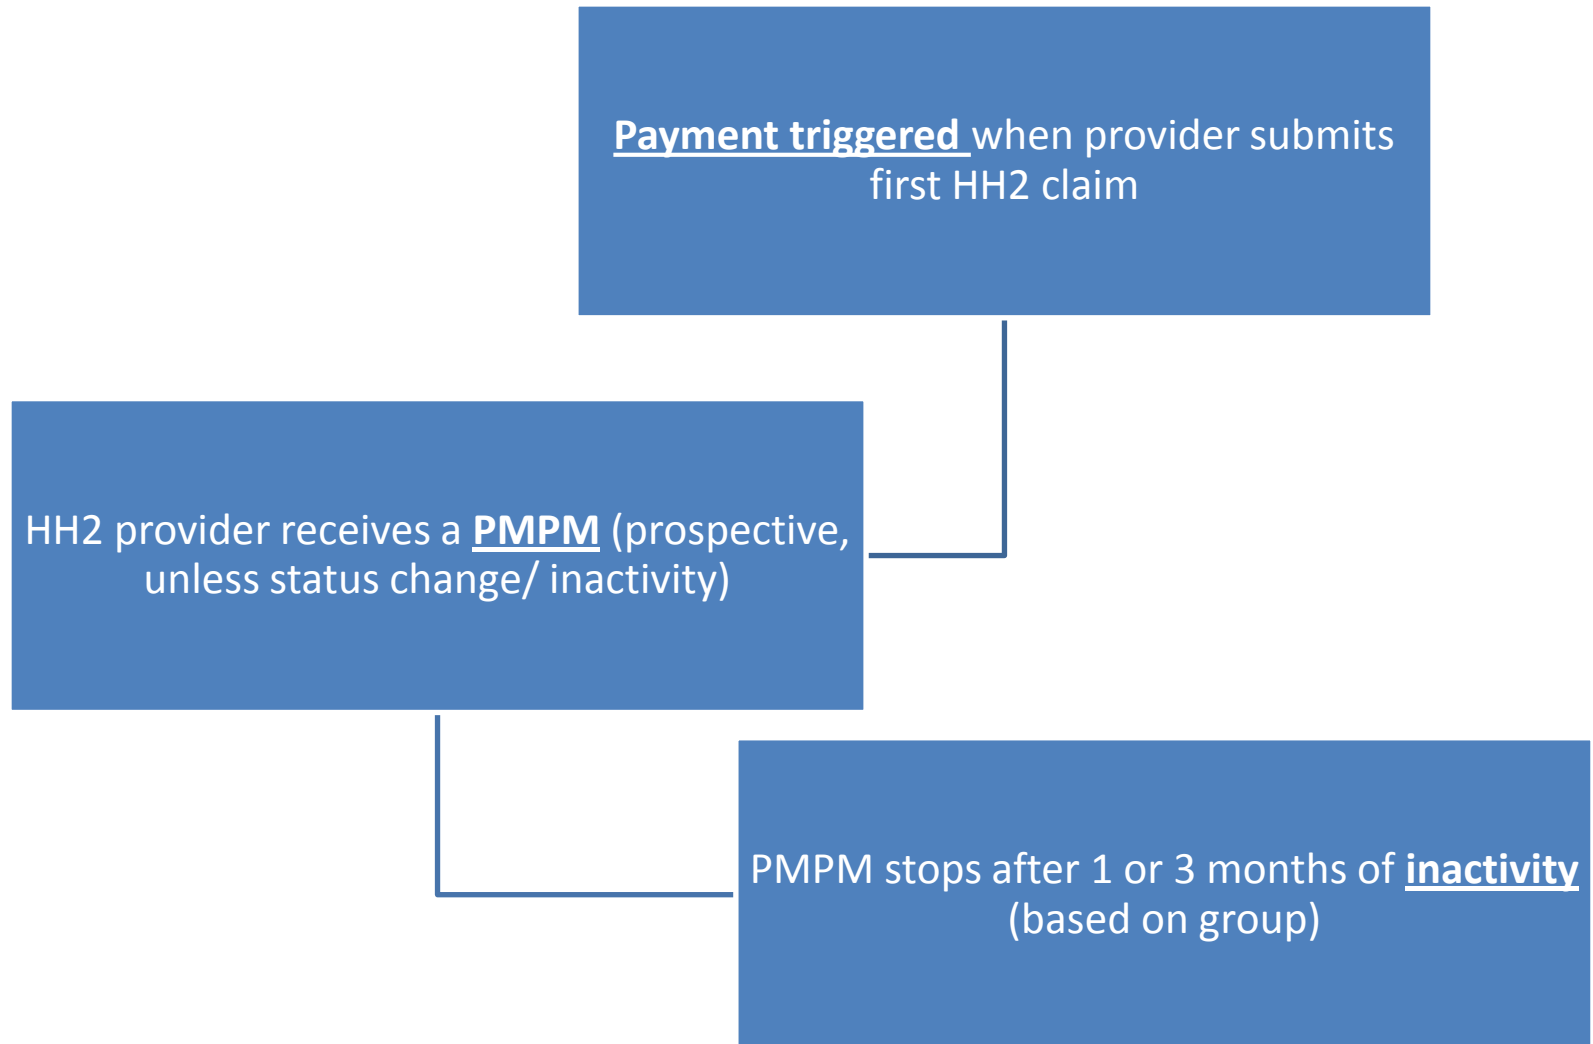 Payment triggered when provider submits
first HH2 claim
HH2 provider receives a PMPM (prospective,
unless status change/ inactivity)
PMPM stops after 1 or 3 months of inactivity
(based on group)